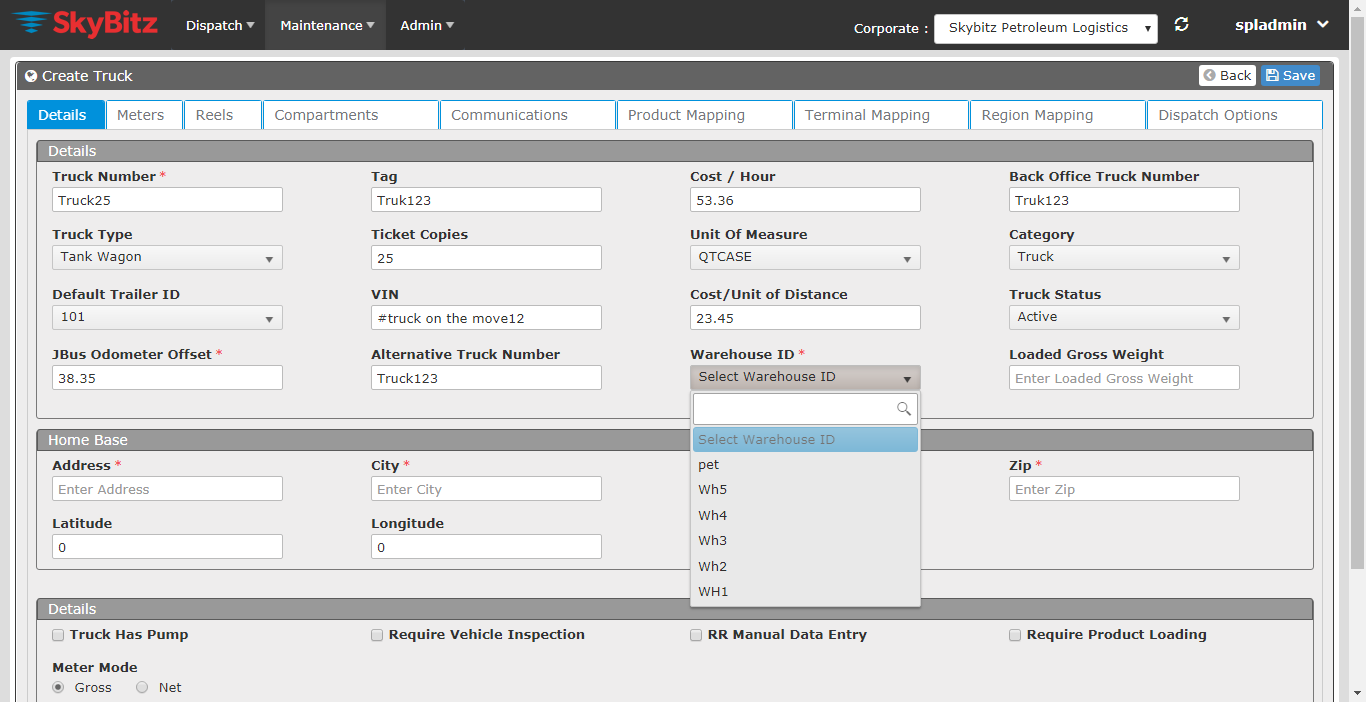 SkyBitz Dispatch Maintenance Admin Corporate : Skybitz Petroleum Logistics spladmin
Create Truck Back Save
Details Meters Reels Compartments Communications Product Mapping Terminal Mapping Region Mapping Dispatch Options
Details
Truck Number * Tag Cost / Hour Back Office Truck Number
Truck25 Truk123 53.36 Truk123
Truck Type Ticket Copies Unit Of Measure Category
Tank Wagon 25 QTCASE Truck
Default Trailer ID VIN Cost/Unit of Distance Truck Status
101 #truck on the move12 23.45 Active
JBus Odometer Offset * Alternative Truck Number Warehouse ID * Loaded Gross Weight
38.35 Truck123 Select Warehouse ID Enter Loaded Gross Weight
Select Warehouse ID
pet
Wh5
Wh4
Wh3
Wh2
WH1
Home Base
Address * City * Zip *
Enter Address Enter City Enter Zip
Latitude Longitude
0 0
Details
Truck Has Pump Require Vehicle Inspection RR Manual Data Entry Require Product Loading
Meter Mode
Gross Net